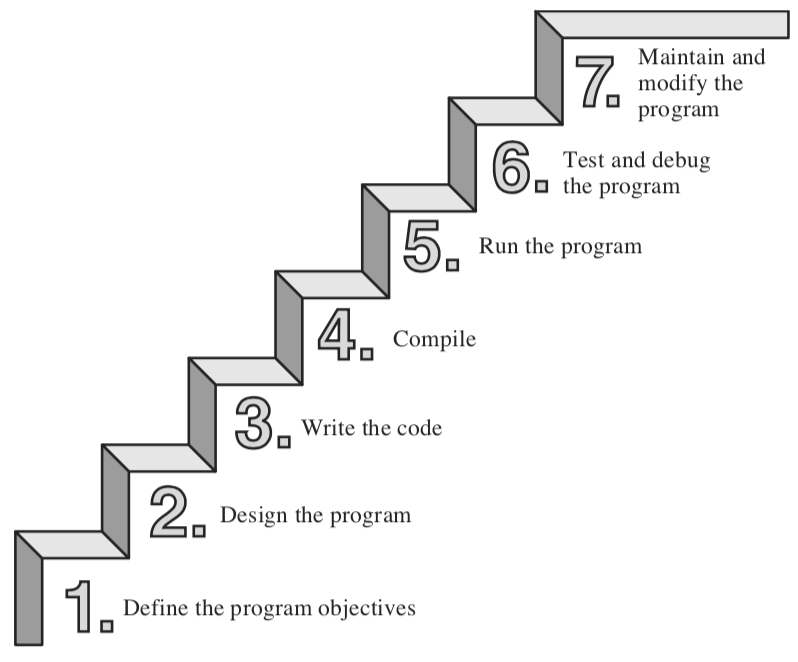 7. Maintain and
modify the
program
6. Test and debug
the program
5. Run the program
4. Compile
3. Write the code
2. Design the program
1. Define the program objectives